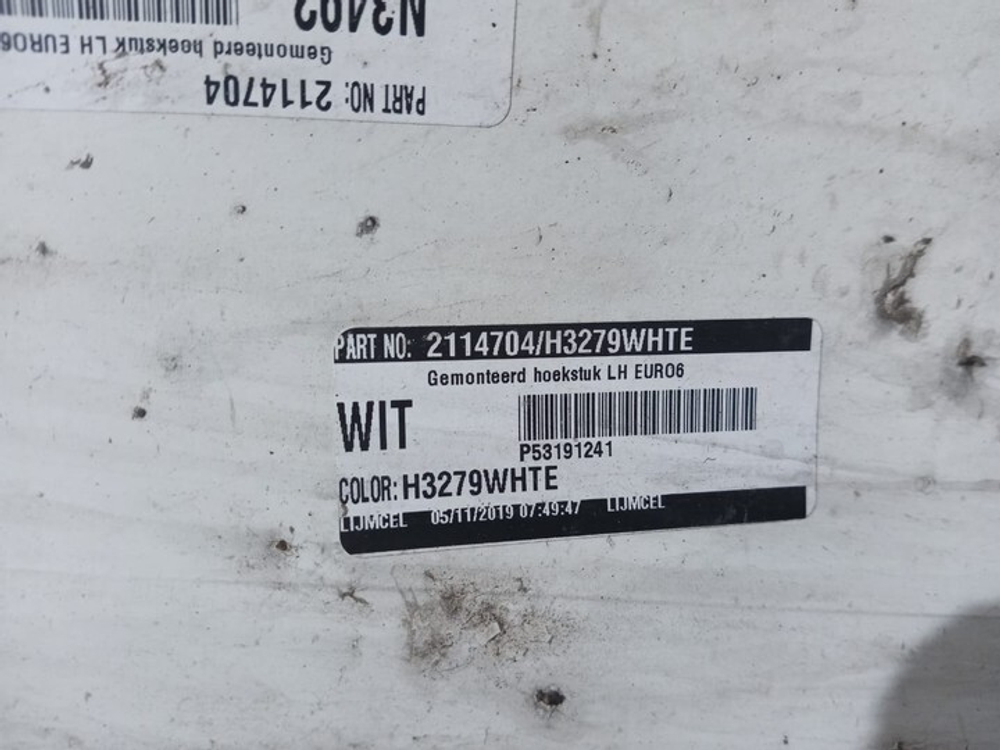 PART NO: 2114704
Gemonteerd hoekstuk LH EURO6
PART NO: 2114704/H3279WHTE
Gemonteerd hoekstuk LH EURO6
WIT
P53191241
COLOR: H3279WHTE
LIJMCEL 05/11/2019 07:49:47 LIJMCEL